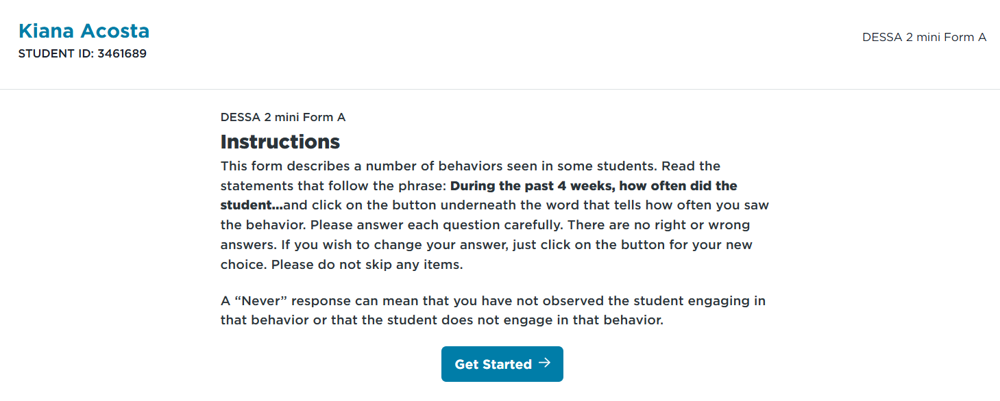 Kiana Acosta
STUDENT ID: 3461689
DESSA 2 mini Form A
DESSA 2 mini Form A
Instructions
This form describes a number of behaviors seen in some students. Read the
statements that follow the phrase: During the past 4 weeks, how often did the
student...and click on the button underneath the word that tells how often you saw
the behavior. Please answer each question carefully. There are no right or wrong
answers. If you wish to change your answer, just click on the button for your new
choice. Please do not skip any items.
A “Never” response can mean that you have not observed the student engaging in
that behavior or that the student does not engage in that behavior.
Get Started →